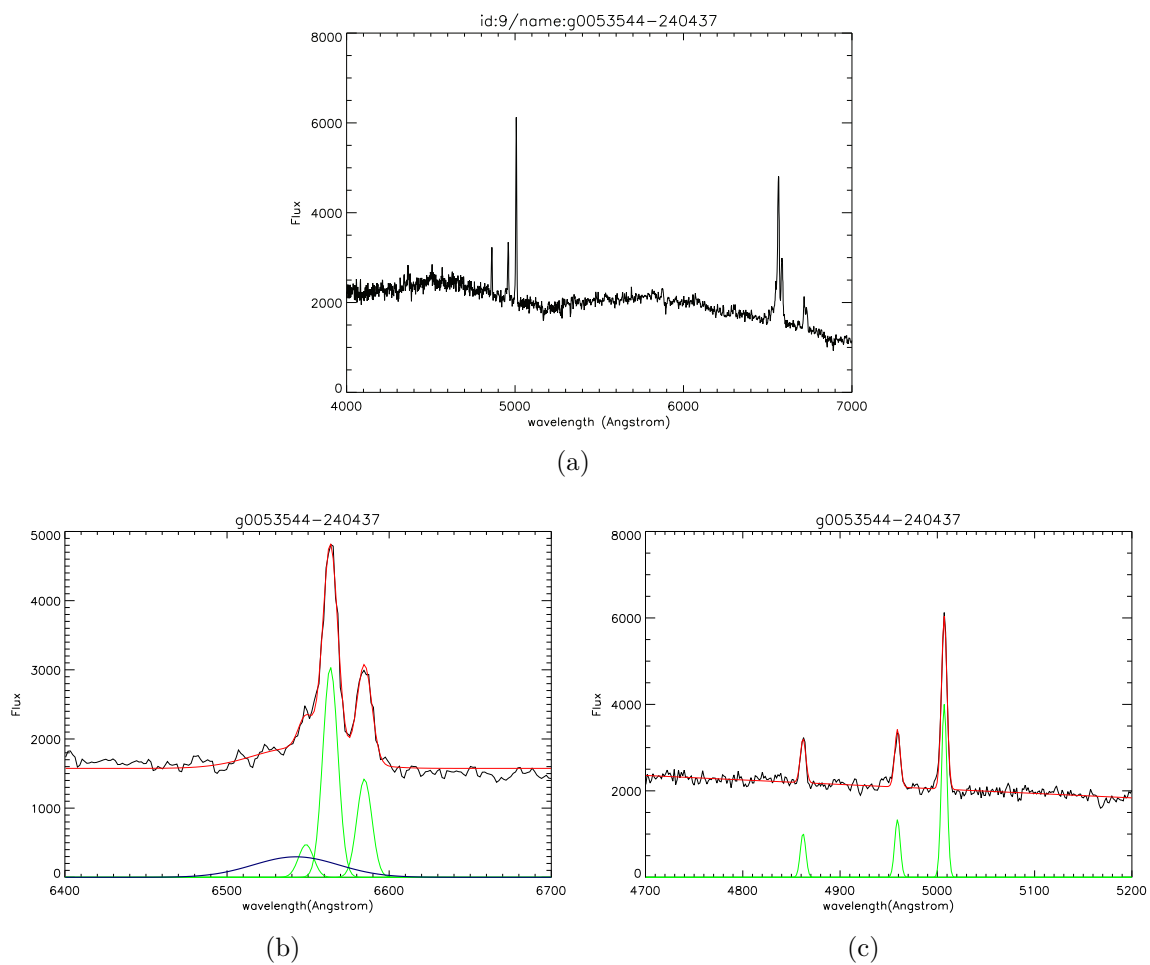 id:9/name:g0053544-240437
8000
6000
4000
2000
0
Flux
4000 5000 6000 7000
wavelength (Angstrom)
(a)
g0053544-240437
5000
4000
3000
2000
1000
0
Flux
6400 6500 6600 6700
wavelength(Angstrom)
(b)
g0053544-240437
8000
6000
4000
2000
0
Flux
4700 4800 4900 5000 5100 5200
wavelength(Angstrom)
(c)